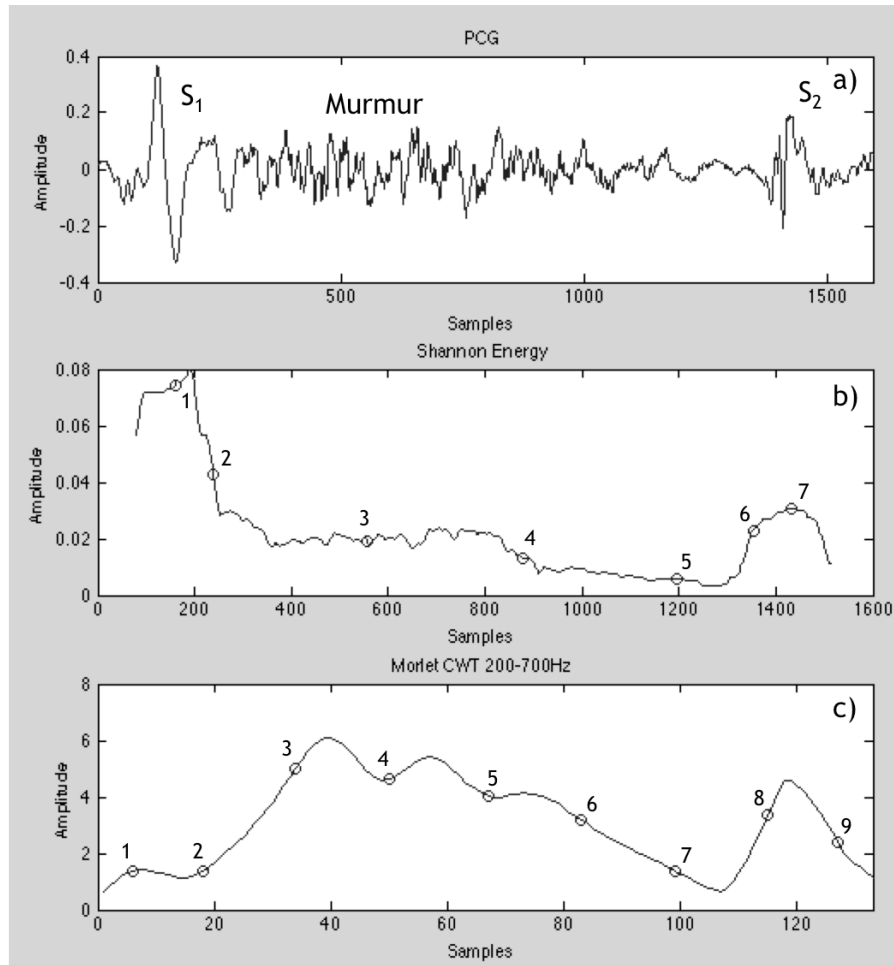 PCG
a)
0.4
0.2
0
-0.2
-0.4
Amplitude
S₁
Murmur
S₂
0 500 1000 1500
Samples
Shannon Energy
b)
0.08
0.06
0.04
0.02
0
Amplitude
1 2 3 4 5 6 7
0 200 400 600 800 1000 1200 1400 1600
Samples
Morlet CWT 200-700Hz
c)
8
6
4
2
0
Amplitude
1 2 3 4 5 6 7 8 9
0 20 40 60 80 100 120
Samples